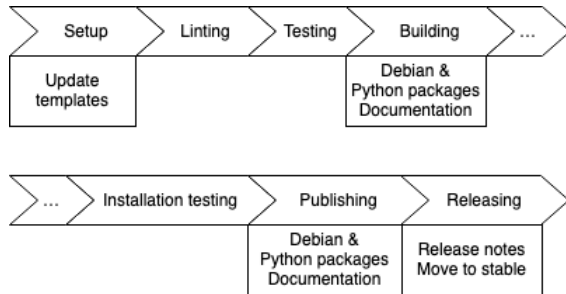 Setup
Linting
Testing
Building
...
Update
templates
Debian &
Python packages
Documentation
...
Installation testing
Publishing
Releasing
Debian &
Python packages
Documentation
Release notes
Move to stable